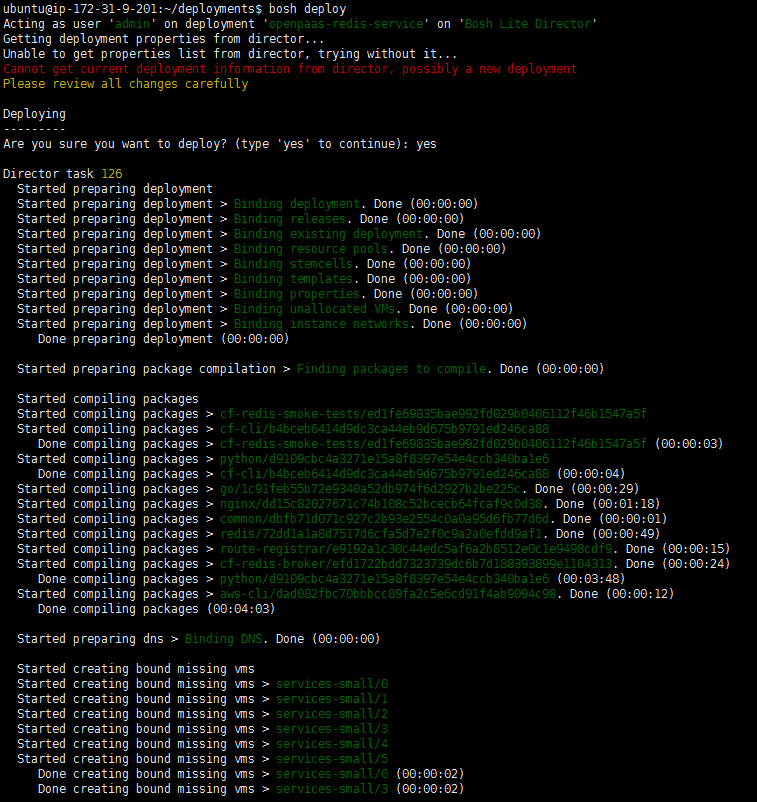 ubuntu@ip-172-31-9-201:~/deployments$ bosh deploy
Acting as user 'admin' on deployment 'openpaas-redis-service' on 'Bosh Lite Director'
Getting deployment properties from director...
Unable to get properties list from director, trying without it...
Cannot get current deployment information from director, possibly a new deployment
Please review all changes carefully

Deploying
---------
Are you sure you want to deploy? (type 'yes' to continue): yes

Director task 126
  Started preparing deployment
  Started preparing deployment > Binding deployment. Done (00:00:00)
  Started preparing deployment > Binding releases. Done (00:00:00)
  Started preparing deployment > Binding existing deployment. Done (00:00:00)
  Started preparing deployment > Binding resource pools. Done (00:00:00)
  Started preparing deployment > Binding stemcells. Done (00:00:00)
  Started preparing deployment > Binding templates. Done (00:00:00)
  Started preparing deployment > Binding properties. Done (00:00:00)
  Started preparing deployment > Binding unallocated VMs. Done (00:00:00)
  Started preparing deployment > Binding instance networks. Done (00:00:00)
     Done preparing deployment (00:00:00)

  Started preparing package compilation > Finding packages to compile. Done (00:00:00)

  Started compiling packages
  Started compiling packages > cf-redis-smoke-tests/ed1fe69835bae992fd029b0406112f46b1547a5f
  Started compiling packages > cf-cli/b4bceb6414d9dc3ca44eb9d675b9791ed246ca88
     Done compiling packages > cf-redis-smoke-tests/ed1fe69835bae992fd029b0406112f46b1547a5f (00:00:03)
  Started compiling packages > python/d9109cbc4a3271e15a8f8397e54e4ccb340ba1e6
     Done compiling packages > cf-cli/b4bceb6414d9dc3ca44eb9d675b9791ed246ca88 (00:00:04)
  Started compiling packages > go/1c91feb55b72e9340a52db974f6d2927b2be225c. Done (00:00:29)
  Started compiling packages > nginx/dd15c82027671c74b108c52bcecb64fcaf9c0d38. Done (00:01:18)
  Started compiling packages > common/dbfb71d071c927c2b93e2554c0a0a95d6fb77d6d. Done (00:00:01)
  Started compiling packages > redis/72dd1a1a8d7517d6cfa5d7e2f0c9a2a0efdd9af1. Done (00:00:49)
  Started compiling packages > route-registrar/e9192a1c30c44edc5af6a2b8512e0c1e9498cdf9. Done (00:00:15)
  Started compiling packages > cf-redis-broker/efd1722bdd7323739dc6b7d188393899e1104313. Done (00:00:24)
     Done compiling packages > python/d9109cbc4a3271e15a8f8397e54e4ccb340ba1e6 (00:03:48)
  Started compiling packages > aws-cli/dad082fbc70bbbcc89fa2c5e6cd91f4ab9094c98. Done (00:00:12)
     Done compiling packages (00:04:03)

  Started preparing dns > Binding DNS. Done (00:00:00)

  Started creating bound missing vms
  Started creating bound missing vms > services-small/0
  Started creating bound missing vms > services-small/1
  Started creating bound missing vms > services-small/2
  Started creating bound missing vms > services-small/3
  Started creating bound missing vms > services-small/4
  Started creating bound missing vms > services-small/5
     Done creating bound missing vms > services-small/0 (00:00:02)
     Done creating bound missing vms > services-small/3 (00:00:02)